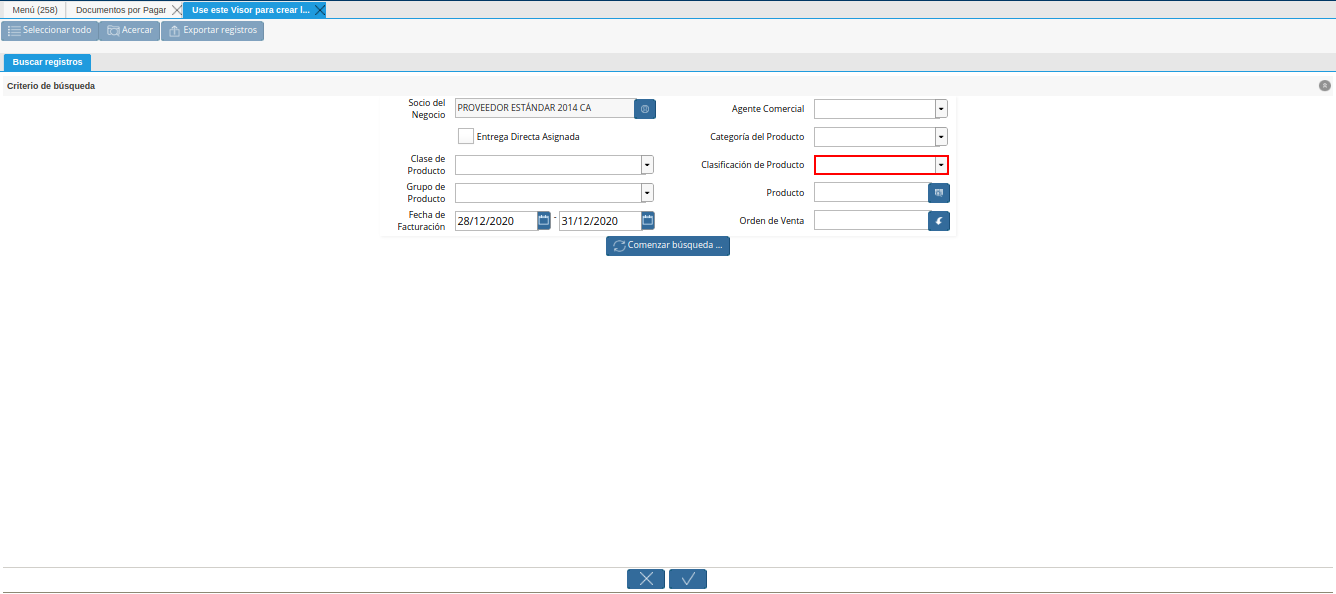 Menú (258) Documentos por Pagar Use este Visor para crear l...
Seleccionar todo Acercar Exportar registros
Buscar registros
Criterio de búsqueda
Socio del
Negocio
PROVEEDOR ESTÁNDAR 2014 CA
Agente Comercial
Entrega Directa Asignada
Categoría del Producto
Clase de
Producto
Clasificación de Producto
Grupo de
Producto
Producto
Fecha de
Facturación
28/12/2020 - 31/12/2020
Orden de Venta
Comenzar búsqueda ...